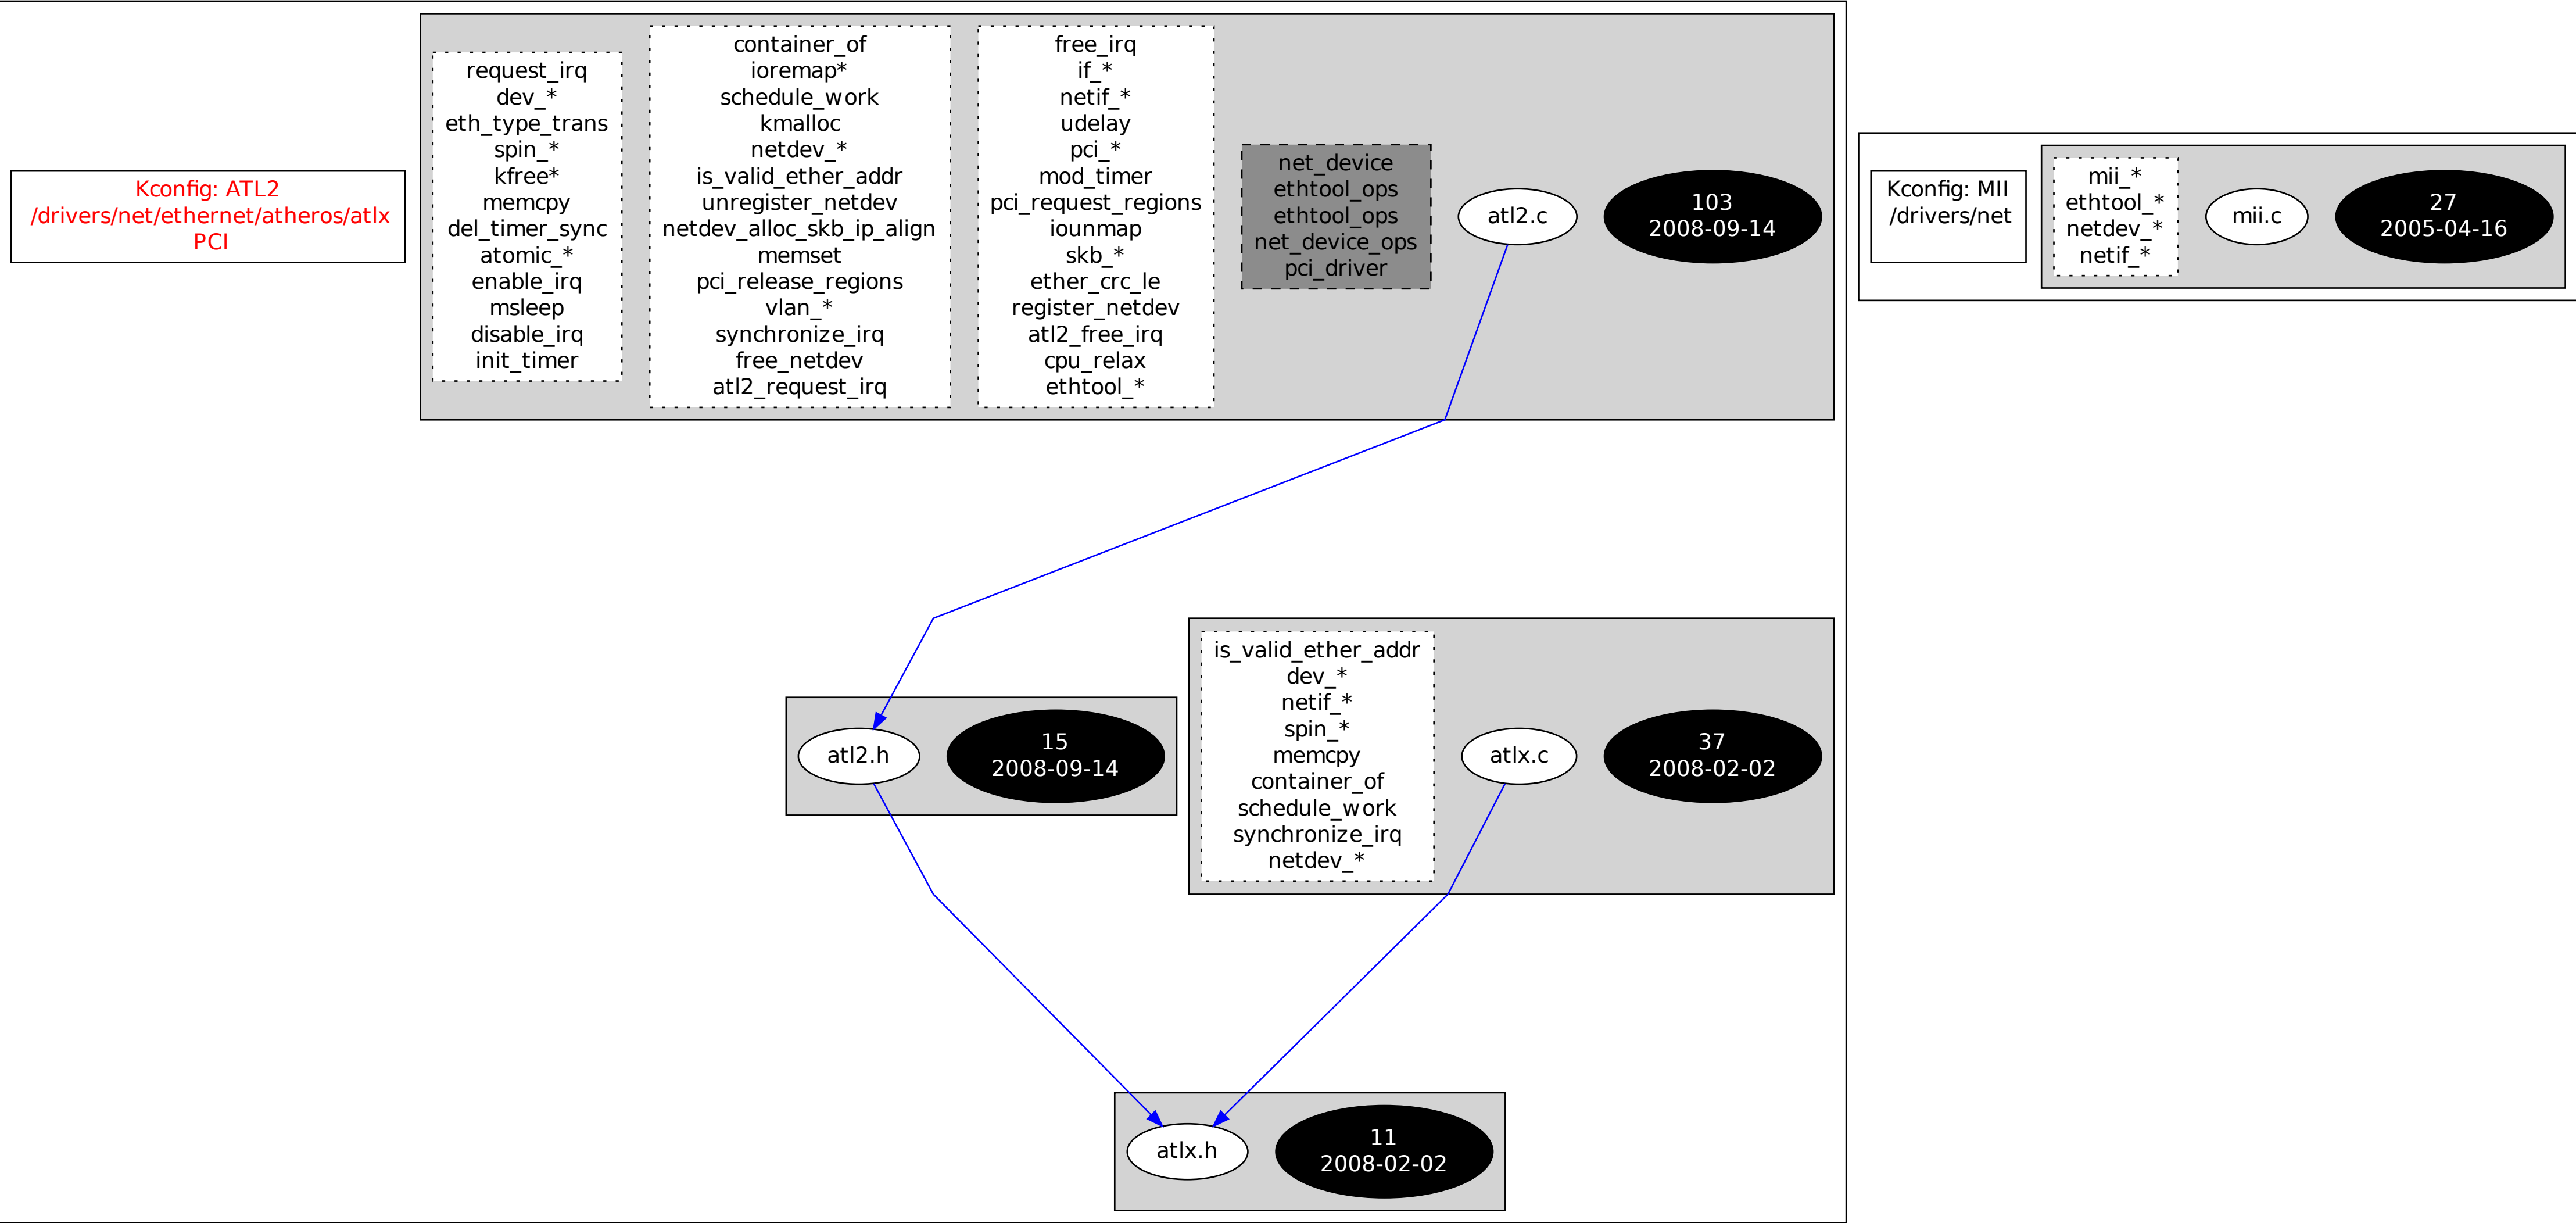 Kconfig: ATL2
/drivers/net/ethernet/atheros/atlx
PCI
request_irq
dev_*
eth_type_trans
spin_*
kfree*
memcpy
del_timer_sync
atomic_*
enable_irq
msleep
disable_irq
init_timer
container_of
ioremap*
schedule_work
kmalloc
netdev_*
is_valid_ether_addr
unregister_netdev
netdev_alloc_skb_ip_align
memset
pci_release_regions
vlan_*
synchronize_irq
free_netdev
atl2_request_irq
free_irq
if_*
netif_*
udelay
pci_*
mod_timer
pci_request_regions
iounmap
skb_*
ether_crc_le
register_netdev
atl2_free_irq
cpu_relax
ethtool_*
net_device
ethtool_ops
ethtool_ops
net_device_ops
pci_driver
atl2.c
103
2008-09-14
Kconfig: MII
/drivers/net
mii_*
ethtool_*
netdev_*
netif_*
mii.c
27
2005-04-16
atl2.h
15
2008-09-14
is_valid_ether_addr
dev_*
netif_*
spin_*
memcpy
container_of
schedule_work
synchronize_irq
netdev_*
atlx.c
37
2008-02-02
atlx.h
11
2008-02-02